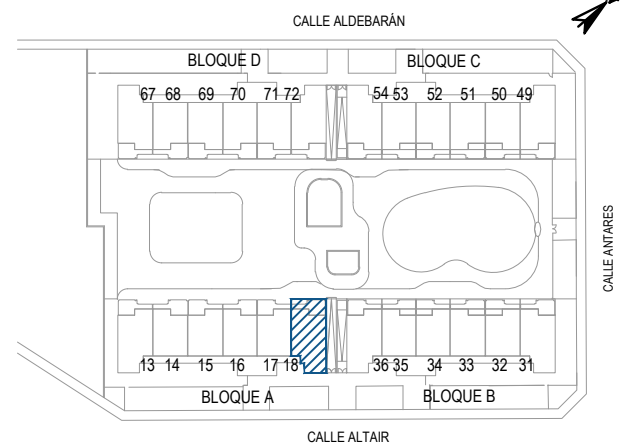 CALLE ALDEBARÁN
BLOQUE D
BLOQUE C
67 68 69 70 71 72
54 53 52 51 50 49
CALLE ANTARES
13 14 15 16 17 18
36 35 34 33 32 31
BLOQUE A
BLOQUE B
CALLE ALTAIR